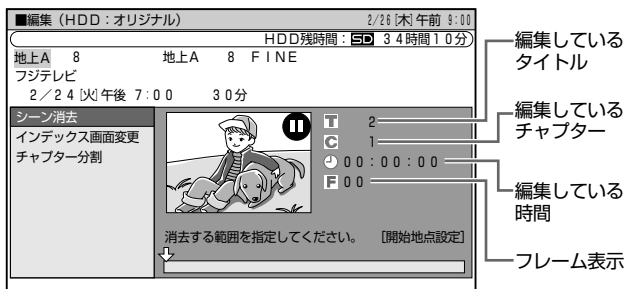 ■編集（HDD：オリジナル） 2/26[木]午前 9:00
HDD残時間：SD 34時間10分
地上A 8 地上A 8 FINE
フジテレビ
2/24[火]午後 7:00 30分
シーン消去
インデックス画面変更
チャプター分割
T 2
C 1
00:00:00
F 00
消去する範囲を指定してください。 [開始地点設定]
編集している
タイトル
編集している
チャプター
編集している
時間
フレーム表示